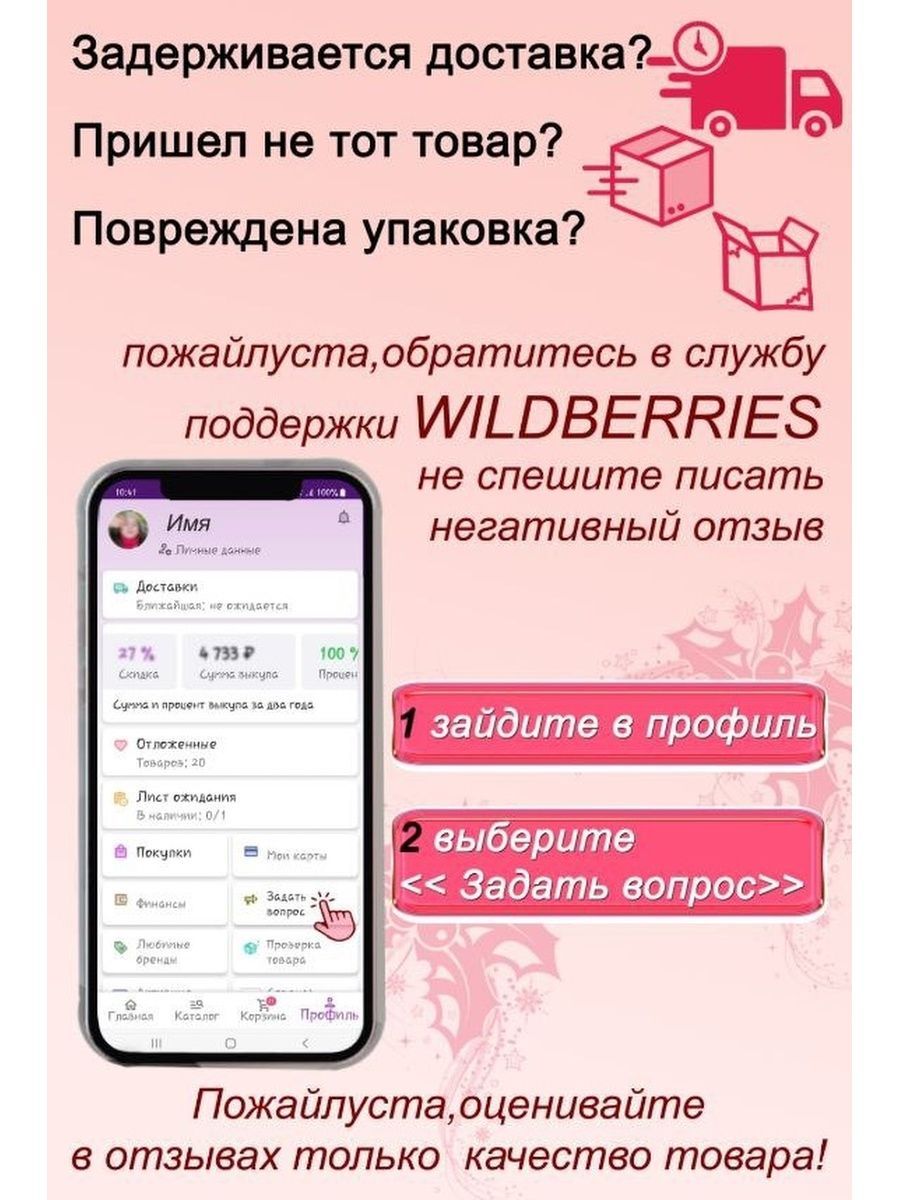 Задерживается доставка?
Пришел не тот товар?
Повреждена упаковка?
пожайлуста,обратитесь в службу
поддержки WILDBERRIES
не спешите писать
негативный отзыв
10:41
100%
Имя
Личные данные
Доставки
Ближайшая: не ожидается
27 %
4 733 ₽
100 %
Скидка
Сумма выкупа
Процен
Сумма и процент выкупа за два года
Отложенные
Товаров: 20
Лист ожидания
В наличии: 0/1
Покупки
Мои карты
Финансы
Задать
вопрос
Любимые
бренды
Проверка
товара
Главная
Каталог
Корзина
Профиль
1 зайдите в профиль
2 выберите
<< Задать вопрос>>
Пожайлуста,оценивайте
в отзывах только качество товара!